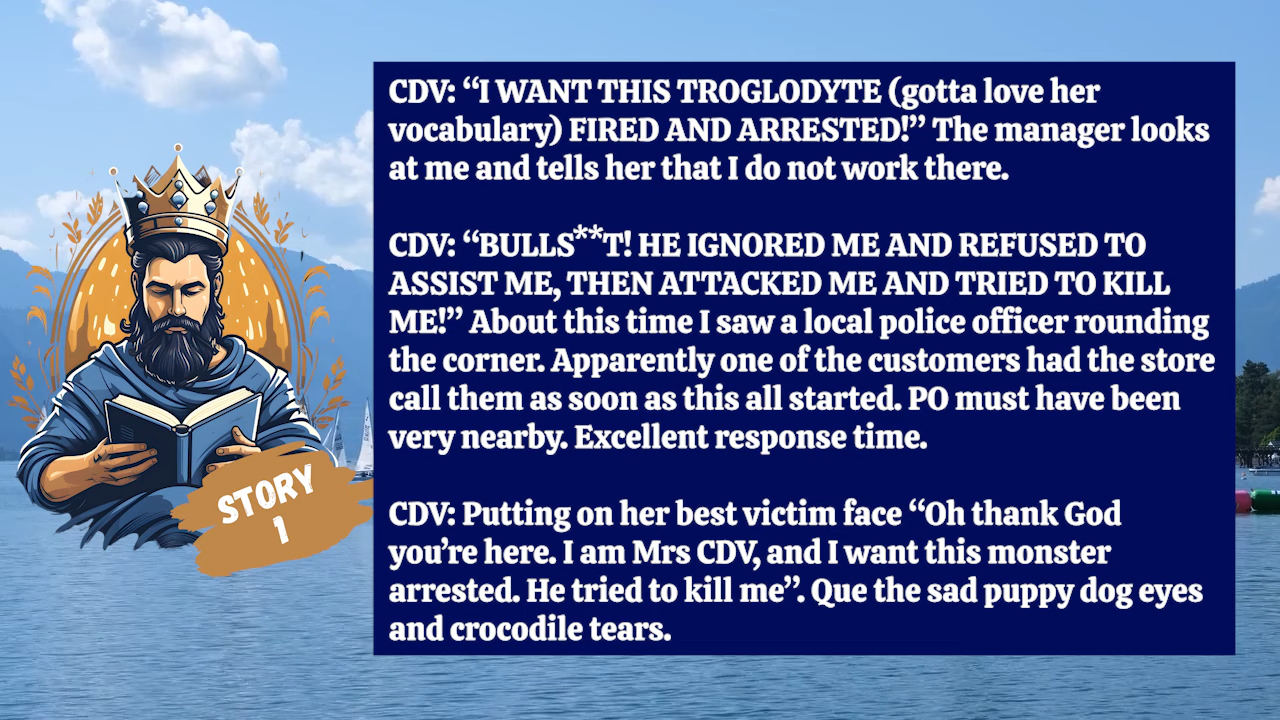 CDV: “I WANT THIS TROGLODYTE (gotta love her
vocabulary) FIRED AND ARRESTED!” The manager looks
at me and tells her that I do not work there.
CDV: “BULLS**T! HE IGNORED ME AND REFUSED TO
ASSIST ME, THEN ATTACKED ME AND TRIED TO KILL
ME!” About this time I saw a local police officer rounding
the corner. Apparently one of the customers had the store
call them as soon as this all started. PO must have been
very nearby. Excellent response time.
CDV: Putting on her best victim face “Oh thank God
you’re here. I am Mrs CDV, and I want this monster
arrested. He tried to kill me”. Que the sad puppy dog eyes
and crocodile tears.
STORY
1